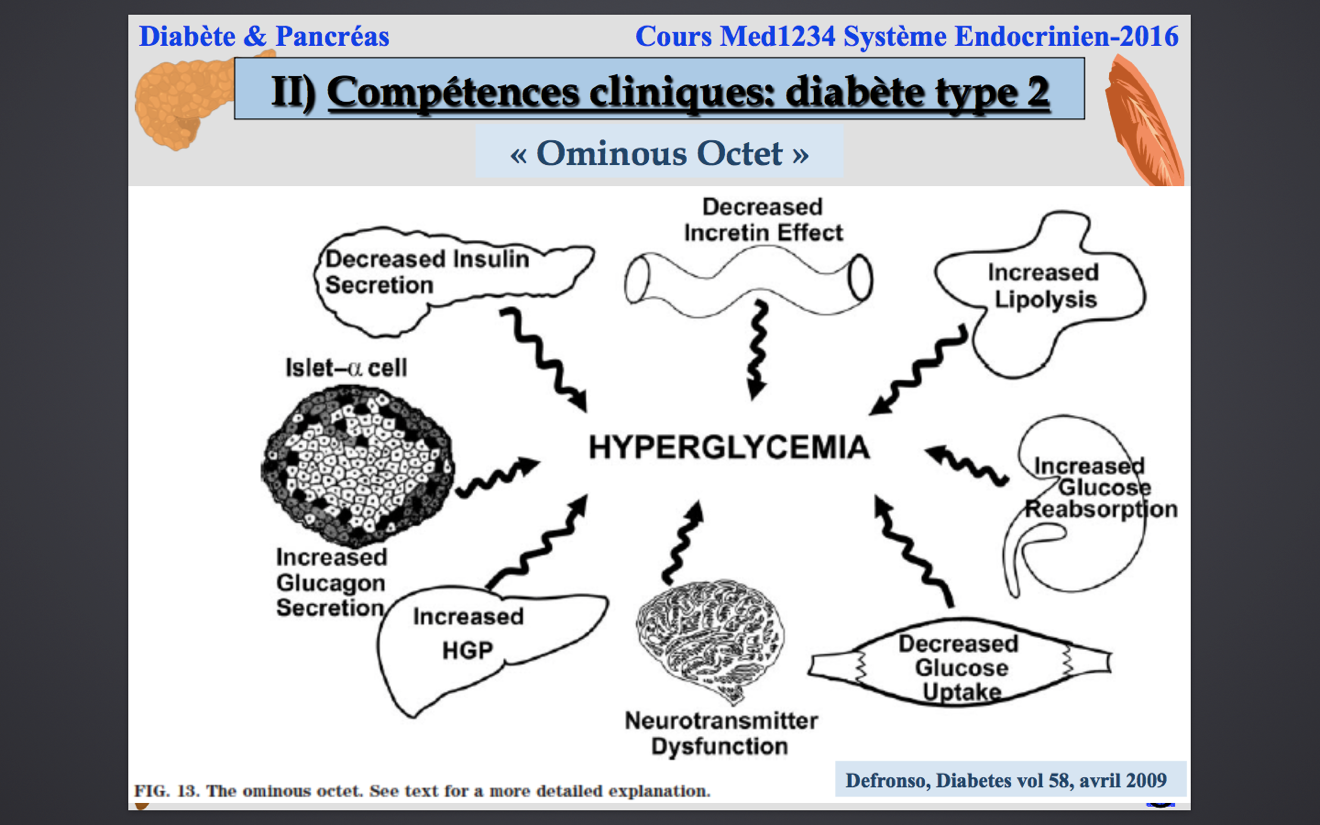 Diabète & Pancréas
Cours Med1234 Système Endocrinien-2016
II) Compétences cliniques: diabète type 2
« Ominous Octet »
Decreased Insulin
Secretion
Decreased
Incretin Effect
Increased
Lipolysis
Islet–α cell
HYPERGLYCEMIA
Increased
Glucose
Reabsorption
Increased
Glucagon
Secretion
Increased
HGP
Neurotransmitter
Dysfunction
Decreased
Glucose
Uptake
Defronso, Diabetes vol 58, avril 2009
FIG. 13. The ominous octet. See text for a more detailed explanation.